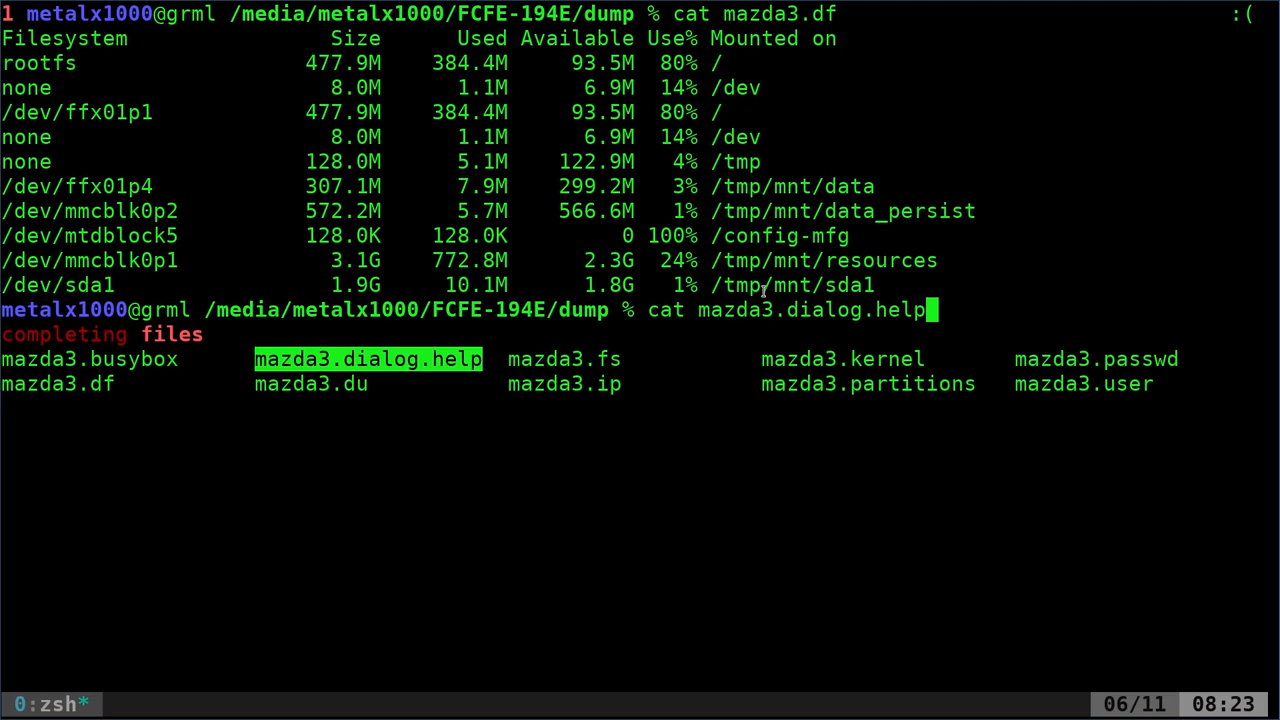 1 metalx1000@grml /media/metalx1000/FCFE-194E/dump % cat mazda3.df :(
Filesystem Size Used Available Use% Mounted on
rootfs 477.9M 384.4M 93.5M 80% /
none 8.0M 1.1M 6.9M 14% /dev
/dev/ffx01p1 477.9M 384.4M 93.5M 80% /
none 8.0M 1.1M 6.9M 14% /dev
none 128.0M 5.1M 122.9M 4% /tmp
/dev/ffx01p4 307.1M 7.9M 299.2M 3% /tmp/mnt/data
/dev/mmcblk0p2 572.2M 5.7M 566.6M 1% /tmp/mnt/data_persist
/dev/mtdblock5 128.0K 128.0K 0 100% /config-mfg
/dev/mmcblk0p1 3.1G 772.8M 2.3G 24% /tmp/mnt/resources
/dev/sda1 1.9G 10.1M 1.8G 1% /tmp/mnt/sda1
metalx1000@grml /media/metalx1000/FCFE-194E/dump % cat mazda3.dialog.help
completing files
mazda3.busybox mazda3.dialog.help mazda3.fs mazda3.kernel mazda3.passwd
mazda3.df mazda3.du mazda3.ip mazda3.partitions mazda3.user
0:zsh* 06/11 08:23